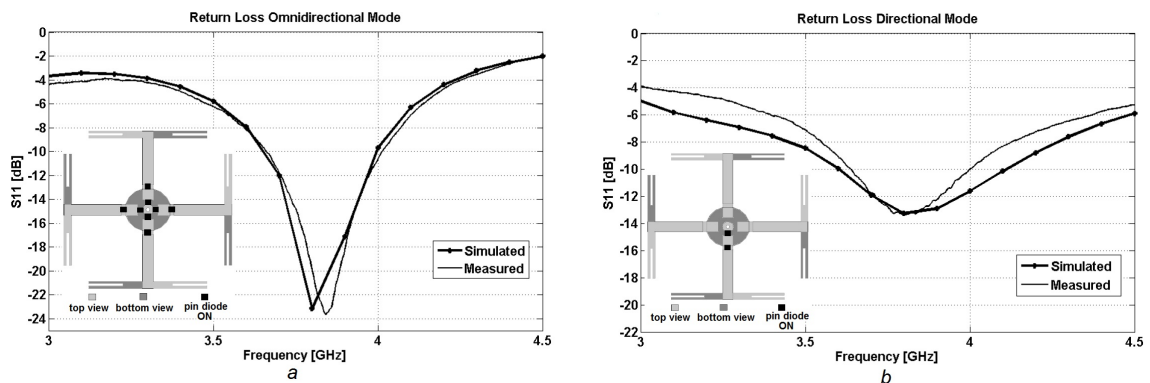 Return Loss Omnidirectional Mode
0
-2
-4
-6
-8
-10
-12
-14
-16
-18
-20
-22
-24
S11 [dB]
Simulated
Measured
top view bottom view pin diode
ON
3 3.5 4 4.5
Frequency [GHz]
a
Return Loss Directional Mode
0
-2
-4
-6
-8
-10
-12
-14
-16
-18
-20
-22
S11 [dB]
Simulated
Measured
top view bottom view pin diode
ON
3 3.5 4 4.5
Frequency [GHz]
b